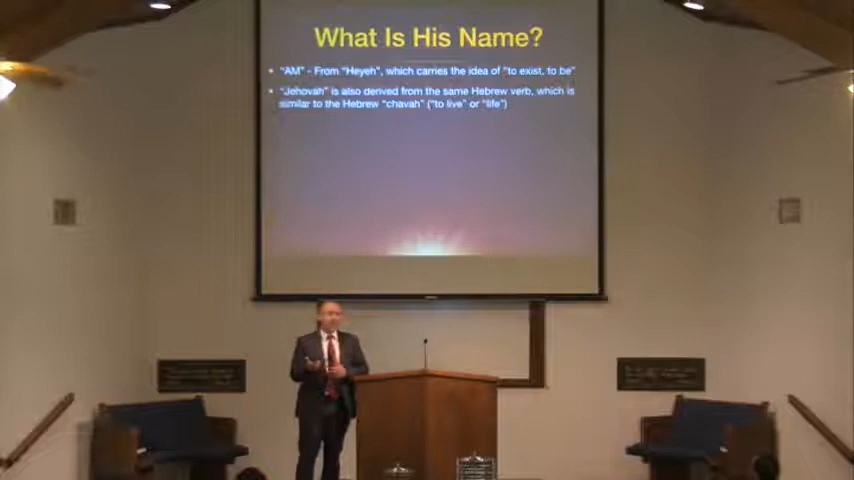 What Is His Name?
• "AM" - From "Heyeh", which carries the idea of "to exist, to be"
• "Jehovah" is also derived from the same Hebrew verb, which is
similar to the Hebrew "chavah" ("to live" or "life")